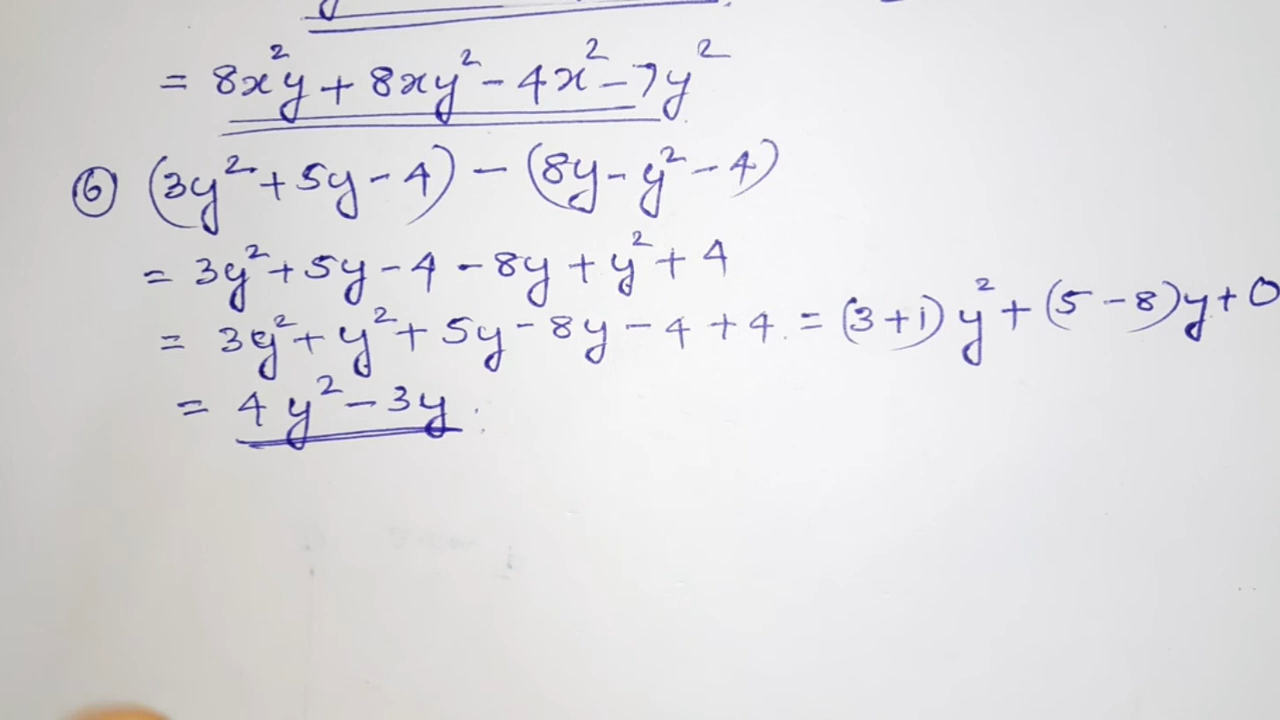 = 8x²y + 8xy² - 4x² - 7y²
⑥ (3y² + 5y - 4) - (8y - y² - 4)
= 3y² + 5y - 4 - 8y + y² + 4
= 3y² + y² + 5y - 8y - 4 + 4 = (3+1) y² + (5-8)y + 0
= 4y² - 3y